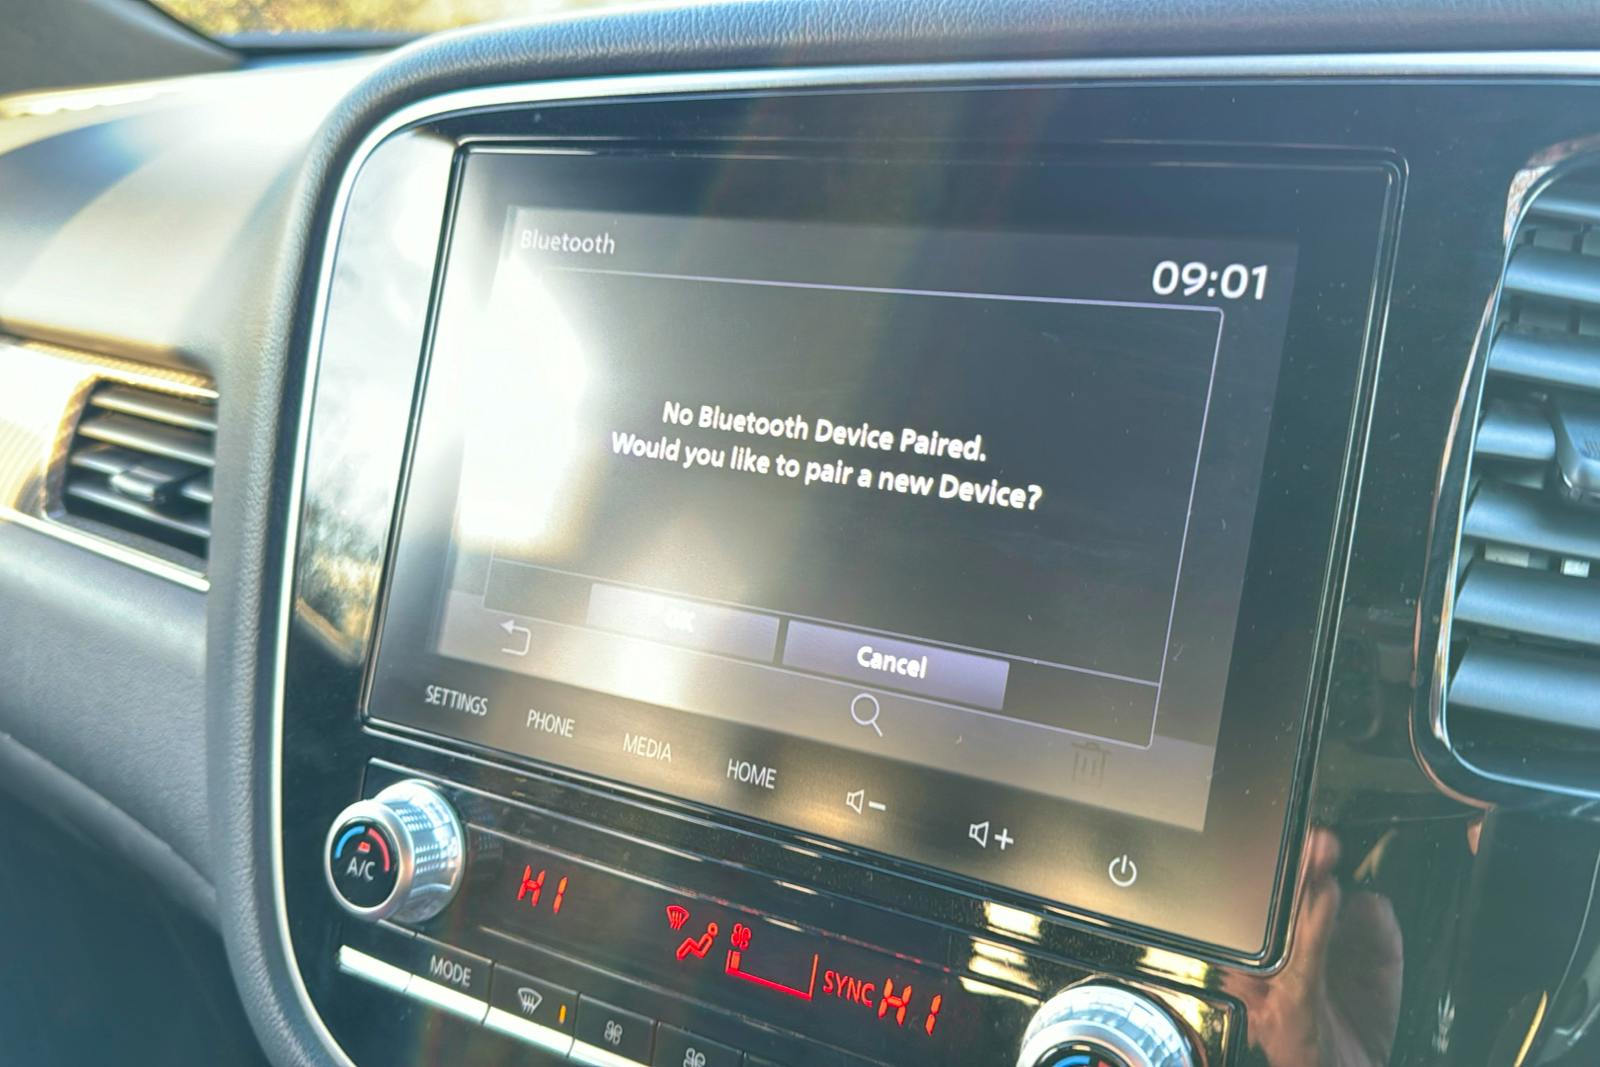 Bluetooth
09:01
No Bluetooth Device Paired.
Would you like to pair a new Device?
OK
Cancel
SETTINGS
PHONE
MEDIA
HOME
A/C
HI
SYNC
HI
MODE